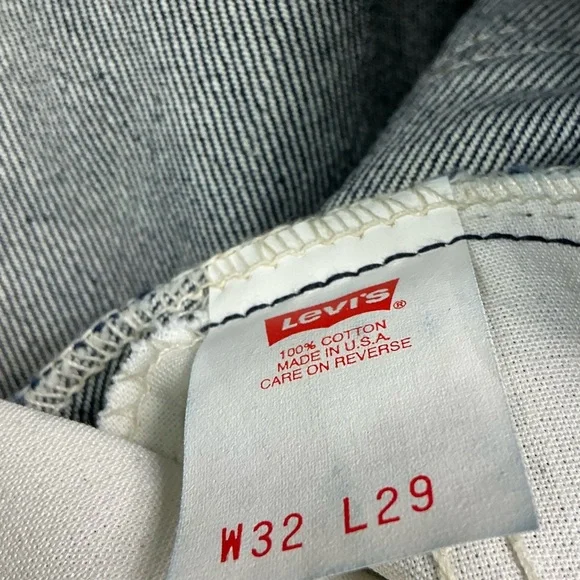 Levi's ®
100% COTTON
MADE IN U.S.A.
CARE ON REVERSE
W32 L29